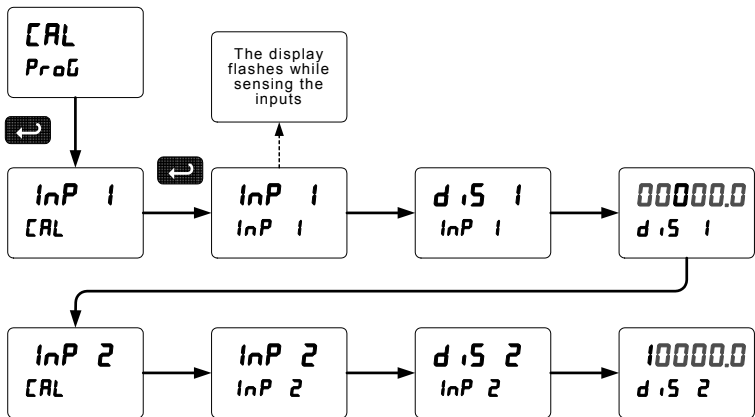 CAL
ProG
The display
flashes while
sensing the
inputs
InP 1
CAL
InP 1
InP 1
diS 1
InP 1
00000.0
diS 1
InP 2
CAL
InP 2
InP 2
diS 2
InP 2
10000.0
diS 2